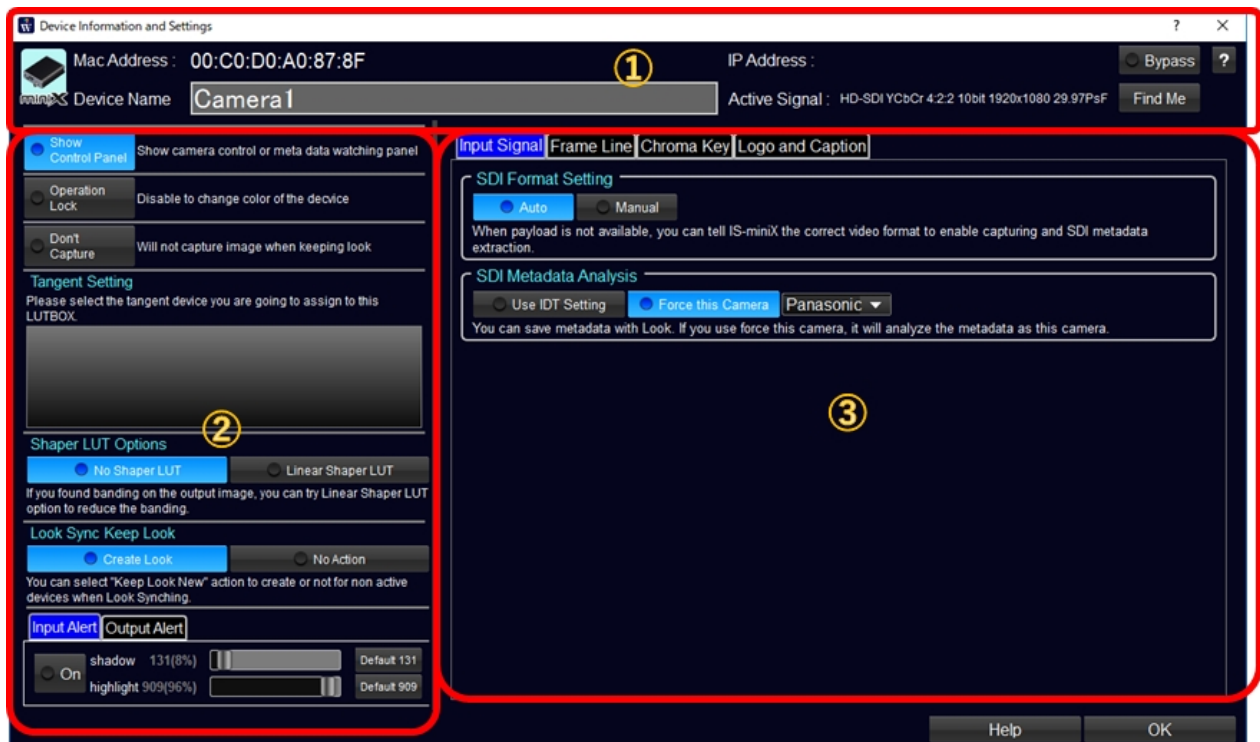 Device Information and Settings
? ×
Mac Address : 00:C0:D0:A0:87:8F
①
IP Address :
Bypass
?
miniX
Device Name Camera1
Active Signal : HD-SDI YCbCr 4:2:2 10bit 1920x1080 29.97PsF
Find Me
Show Control Panel
Show camera control or meta data watching panel
Operation Lock
Disable to change color of the decvice
Don't Capture
Will not capture image when keeping look
Tangent Setting
Please select the tangent device you are going to assign to this
LUTBOX.
②
Shaper LUT Options
No Shaper LUT Linear Shaper LUT
If you found banding on the output image, you can try Linear Shaper LUT
option to reduce the banding.
Look Sync Keep Look
Create Look No Action
You can select "Keep Look New" action to create or not for non active
devices when Look Synching.
Input Alert Output Alert
On
shadow 131(8%) Default 131
highlight 909(96%) Default 909
Input Signal Frame Line Chroma Key Logo and Caption
SDI Format Setting
Auto Manual
When payload is not available, you can tell IS-miniX the correct video format to enable capturing and SDI metadata
extraction.
SDI Metadata Analysis
Use IDT Setting Force this Camera Panasonic
You can save metadata with Look. If you use force this camera, it will analyze the metadata as this camera.
③
Help OK